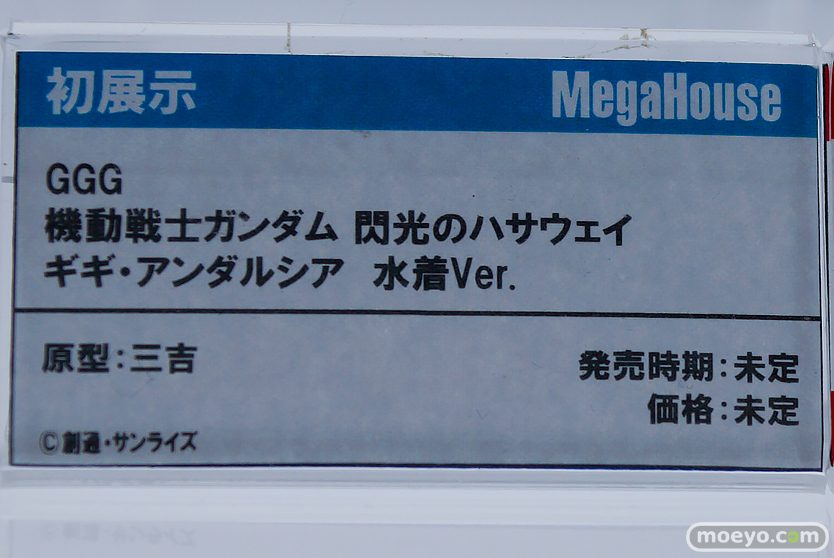 初展示 MegaHouse
GGG
機動戦士ガンダム 閃光のハサウェイ
ギギ・アンダルシア 水着Ver.
原型：三吉
発売時期：未定
価格：未定
©創通・サンライズ
moeyo.com